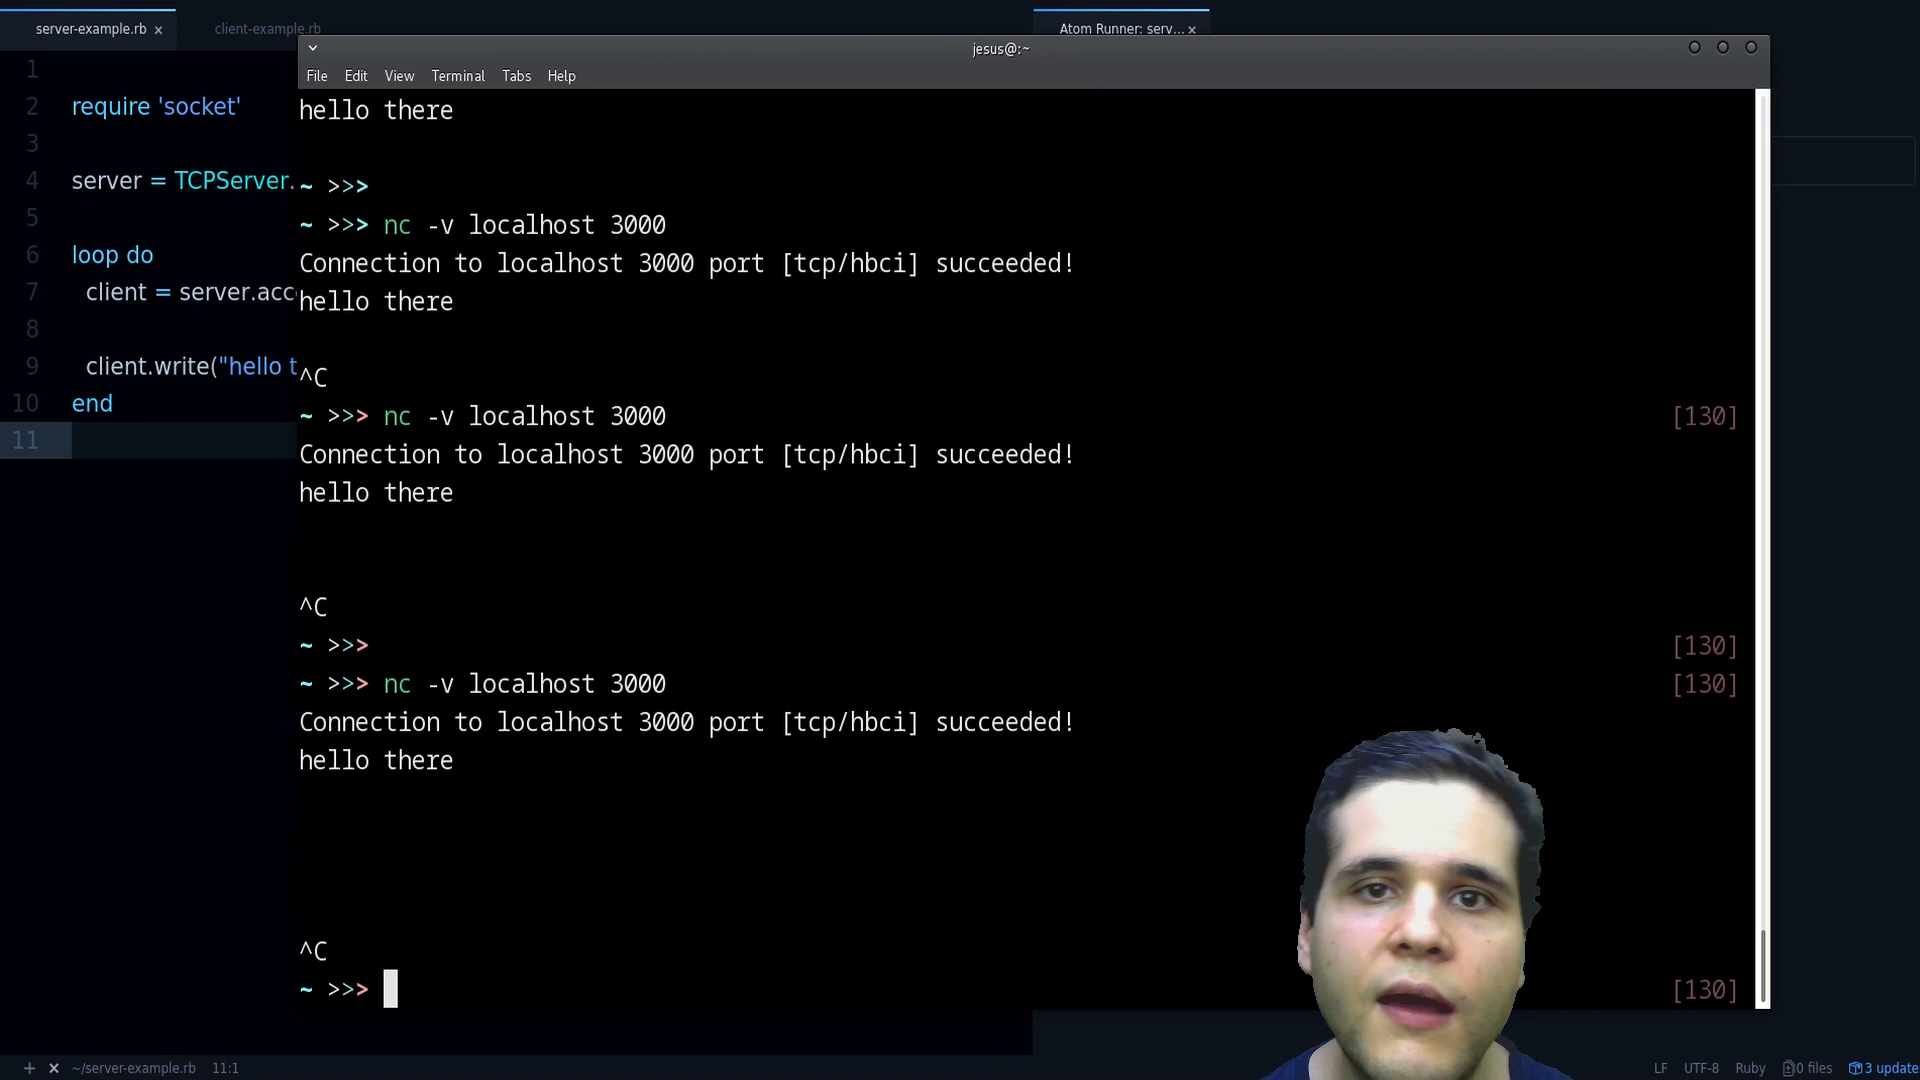 server-example.rb ×
client-example.rb
Atom Runner: serv... ×
jesus@:~
File Edit View Terminal Tabs Help
1
2 require 'socket'
3
4 server = TCPServer.
5
6 loop do
7 client = server.acc
8
9 client.write("hello t
10 end
11
hello there
~ >>>
~ >>> nc -v localhost 3000
Connection to localhost 3000 port [tcp/hbci] succeeded!
hello there
^C
~ >>> nc -v localhost 3000 [130]
Connection to localhost 3000 port [tcp/hbci] succeeded!
hello there
^C
~ >>> [130]
~ >>> nc -v localhost 3000 [130]
Connection to localhost 3000 port [tcp/hbci] succeeded!
hello there
^C
~ >>> [130]
+ × ~/server-example.rb 11:1
LF UTF-8 Ruby 0 files 3 update